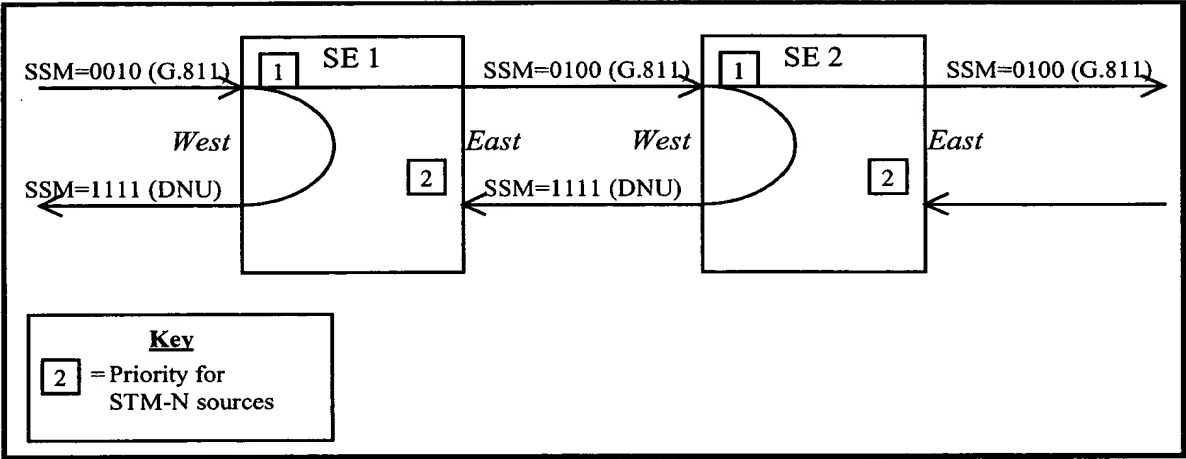 SE 1
SE 2
SSM=0010 (G.811)
1
SSM=0100 (G.811)
1
SSM=0100 (G.811)
West
East
West
East
2
2
SSM=1111 (DNU)
SSM=1111 (DNU)
Key
2 = Priority for
STM-N sources